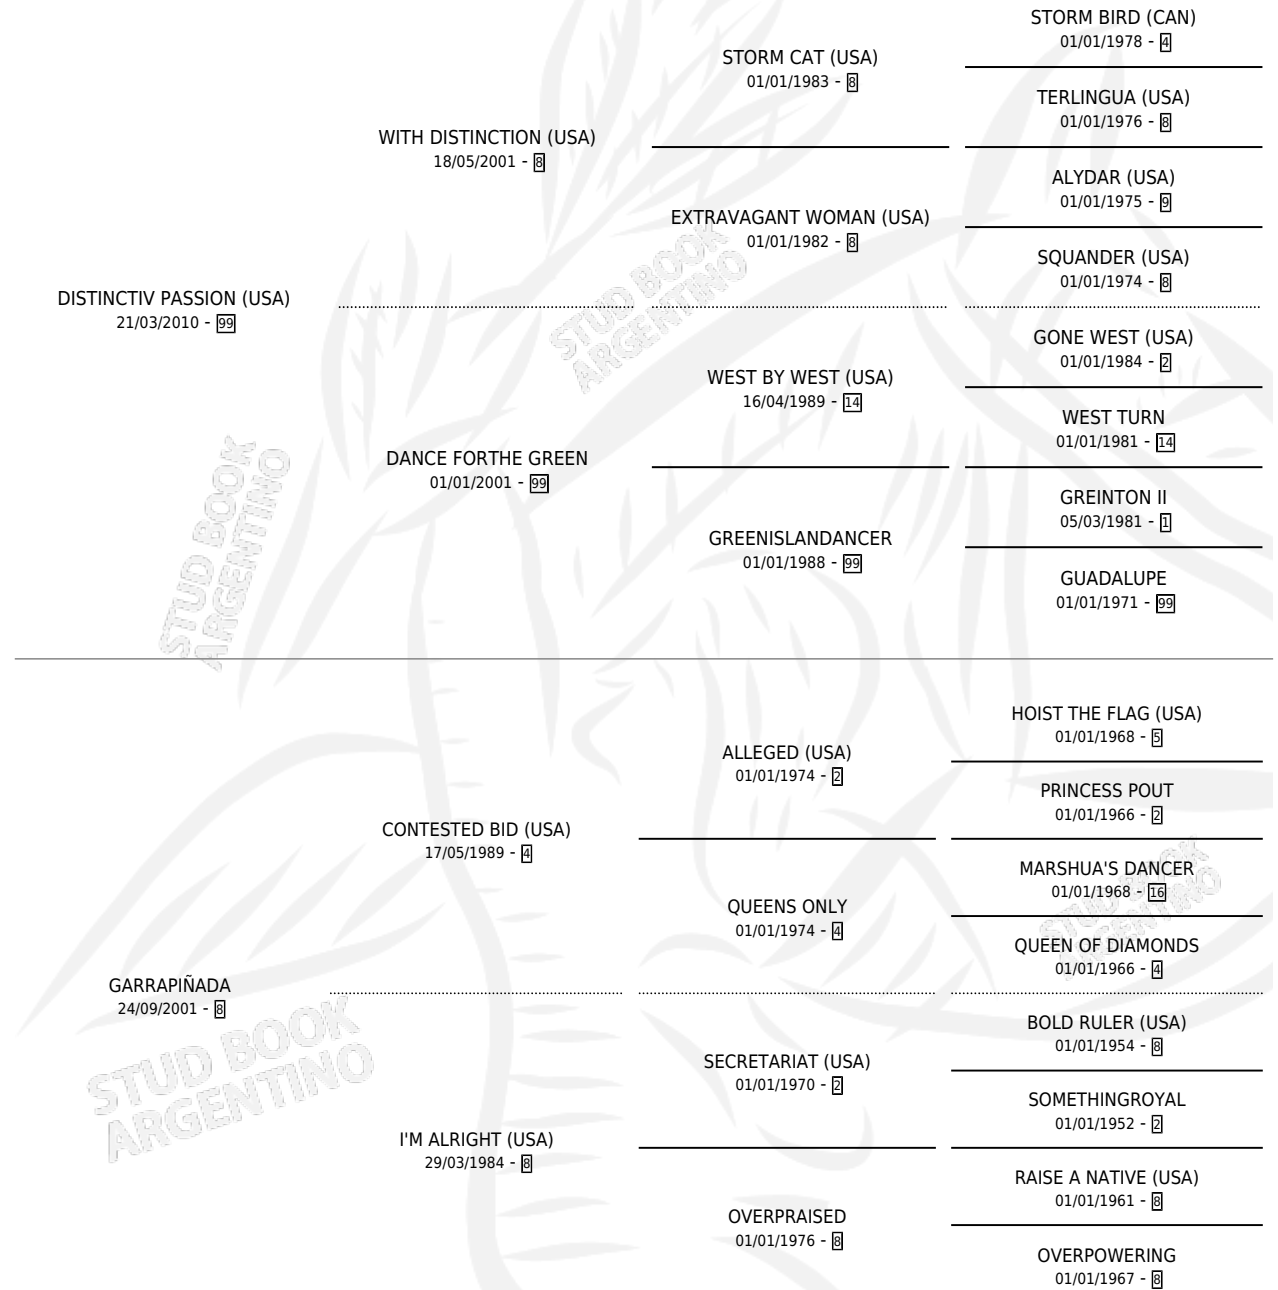 STORM BIRD (CAN)
01/01/1978 - 4
STORM CAT (USA)
01/01/1983 - 8
TERLINGUA (USA)
01/01/1976 - 8
WITH DISTINCTION (USA)
18/05/2001 - 8
ALYDAR (USA)
01/01/1975 - 9
EXTRAVAGANT WOMAN (USA)
01/01/1982 - 8
SQUANDER (USA)
01/01/1974 - 8
DISTINCTIV PASSION (USA)
21/03/2010 - 99
STUD BOOK
ARGENTINO
GONE WEST (USA)
01/01/1984 - 2
WEST BY WEST (USA)
16/04/1989 - 14
WEST TURN
01/01/1981 - 14
DANCE FORTHE GREEN
01/01/2001 - 99
GREINTON II
05/03/1981 - 1
GREENISLANDANCER
01/01/1988 - 99
GUADALUPE
01/01/1971 - 99
STUD BOOK
ARGENTINO
HOIST THE FLAG (USA)
01/01/1968 - 5
ALLEGED (USA)
01/01/1974 - 2
PRINCESS POUT
01/01/1966 - 2
CONTESTED BID (USA)
17/05/1989 - 4
MARSHUA'S DANCER
01/01/1968 - 16
QUEENS ONLY
01/01/1974 - 4
STUD BOOK
ARGENTINO
QUEEN OF DIAMONDS
01/01/1966 - 4
GARRAPIÑADA
24/09/2001 - 8
STUD BOOK
ARGENTINO
BOLD RULER (USA)
01/01/1954 - 8
SECRETARIAT (USA)
01/01/1970 - 2
SOMETHINGROYAL
01/01/1952 - 2
I'M ALRIGHT (USA)
29/03/1984 - 8
RAISE A NATIVE (USA)
01/01/1961 - 8
OVERPRAISED
01/01/1976 - 8
OVERPOWERING
01/01/1967 - 8